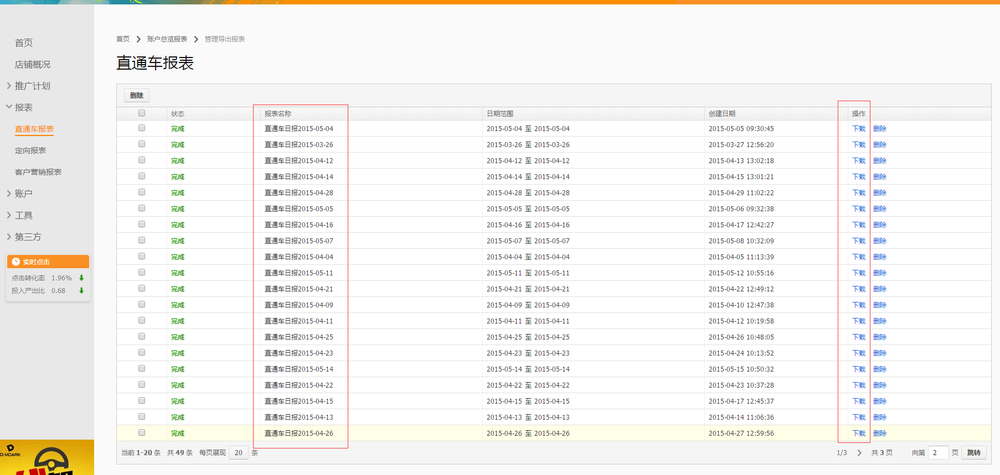 首页
店铺概况
推广计划
报表
直通车报表
定向报表
客户营销报表
账户
工具
第三方
实时点击
点击转化率 1.96%
投入产出比 0.68
D-MCARK
首页 账户总览报表 管理导出报表
直通车报表
删除
状态 报表名称 日期范围 创建日期 操作
完成 直通车日报2015-05-04 2015-05-04 至 2015-05-04 2015-05-05 09:30:45 下载 删除
完成 直通车日报2015-03-26 2015-03-26 至 2015-03-26 2015-03-27 12:56:20 下载 删除
完成 直通车日报2015-04-12 2015-04-12 至 2015-04-12 2015-04-13 13:02:18 下载 删除
完成 直通车日报2015-04-14 2015-04-14 至 2015-04-14 2015-04-15 13:01:21 下载 删除
完成 直通车日报2015-04-28 2015-04-28 至 2015-04-28 2015-04-29 11:02:22 下载 删除
完成 直通车日报2015-05-05 2015-05-05 至 2015-05-05 2015-05-06 09:32:38 下载 删除
完成 直通车日报2015-04-16 2015-04-16 至 2015-04-16 2015-04-17 12:42:27 下载 删除
完成 直通车日报2015-05-07 2015-05-07 至 2015-05-07 2015-05-08 10:32:09 下载 删除
完成 直通车日报2015-04-04 2015-04-04 至 2015-04-04 2015-04-05 11:13:39 下载 删除
完成 直通车日报2015-05-11 2015-05-11 至 2015-05-11 2015-05-12 10:55:16 下载 删除
完成 直通车日报2015-04-21 2015-04-21 至 2015-04-21 2015-04-22 12:49:12 下载 删除
完成 直通车日报2015-04-09 2015-04-09 至 2015-04-09 2015-04-10 12:47:38 下载 删除
完成 直通车日报2015-04-11 2015-04-11 至 2015-04-11 2015-04-12 10:19:58 下载 删除
完成 直通车日报2015-04-25 2015-04-25 至 2015-04-25 2015-04-26 10:48:05 下载 删除
完成 直通车日报2015-04-23 2015-04-23 至 2015-04-23 2015-04-24 10:13:52 下载 删除
完成 直通车日报2015-05-14 2015-05-14 至 2015-05-14 2015-05-15 10:50:32 下载 删除
完成 直通车日报2015-04-22 2015-04-22 至 2015-04-22 2015-04-23 10:37:28 下载 删除
完成 直通车日报2015-04-15 2015-04-15 至 2015-04-15 2015-04-17 12:45:37 下载 删除
完成 直通车日报2015-04-13 2015-04-13 至 2015-04-13 2015-04-14 11:06:36 下载 删除
完成 直通车日报2015-04-26 2015-04-26 至 2015-04-26 2015-04-27 12:59:56 下载 删除
当前 1-20 条 共 49 条 每页展现 20 条 1/3 共 3 页 向第 2 页 跳转